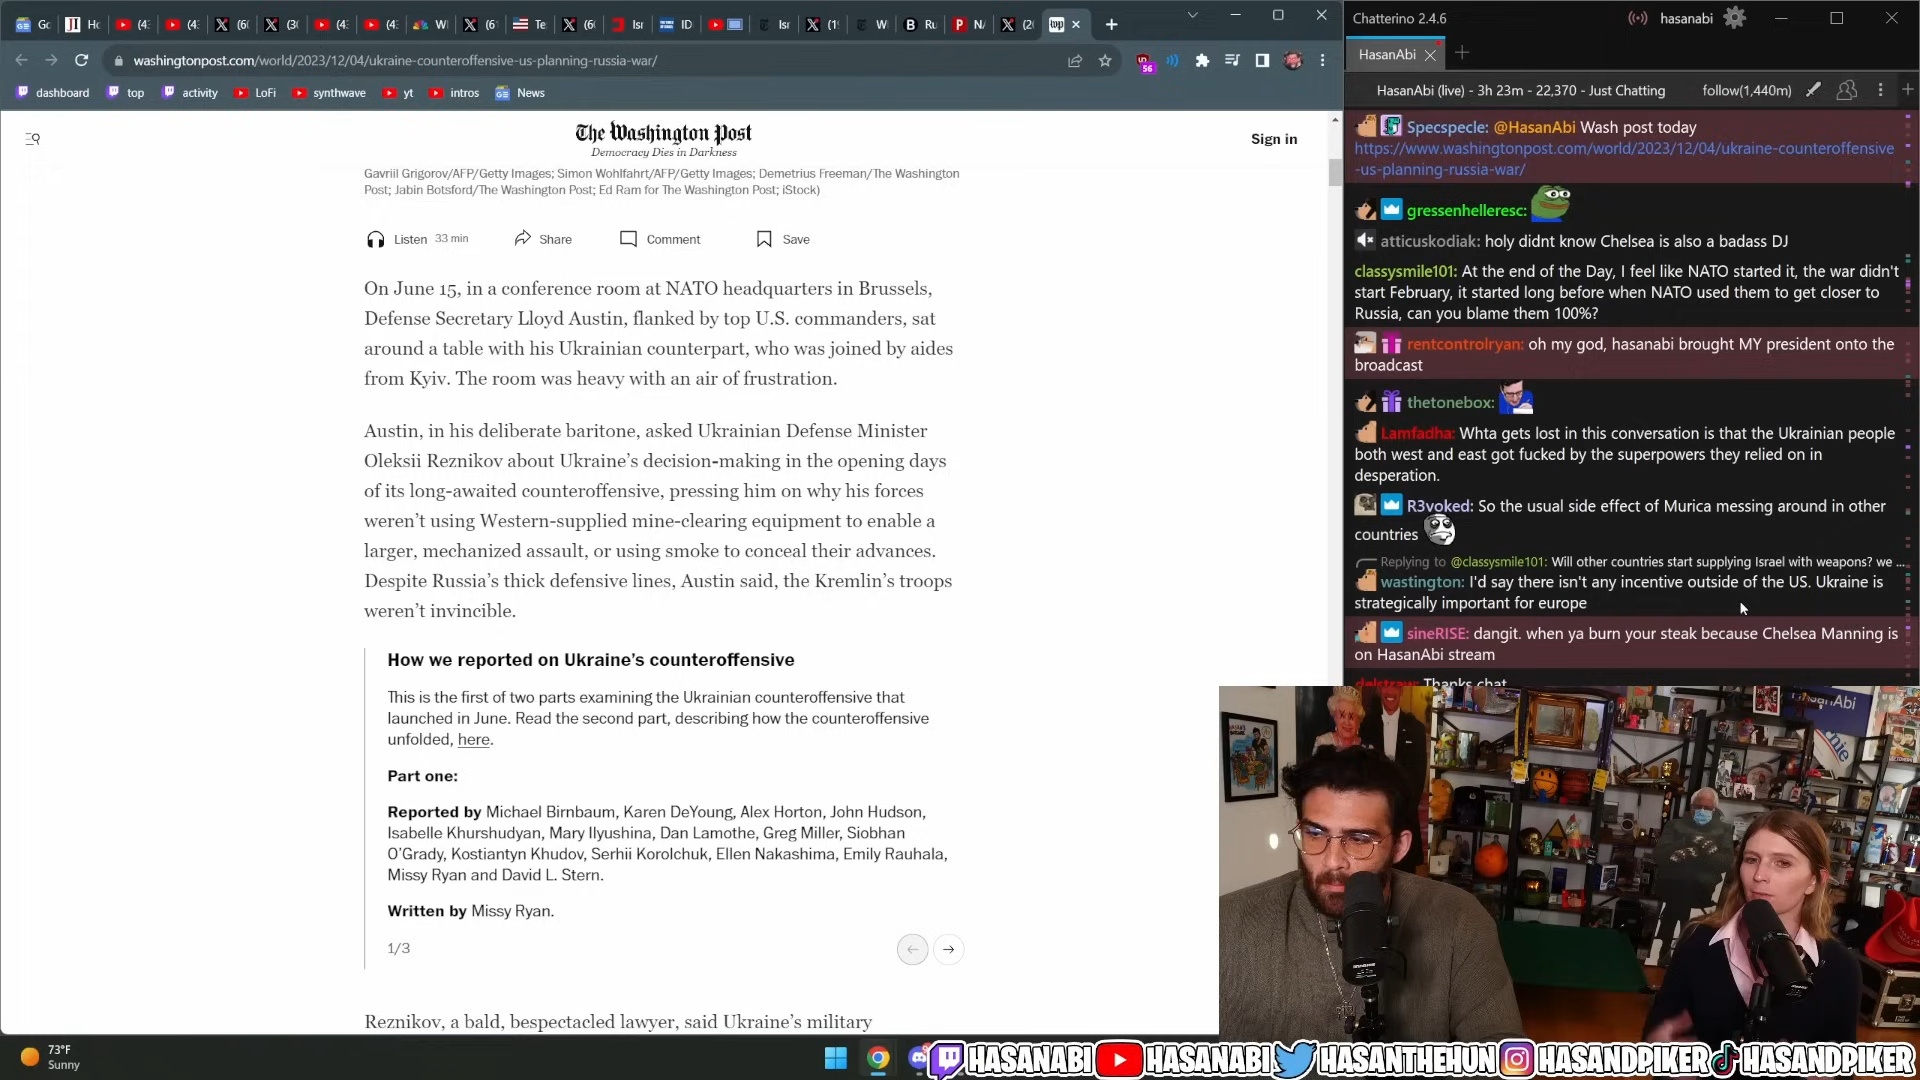 Chatterino 2.4.6
hasanabi
washingtonpost.com/world/2023/12/04/ukraine-counteroffensive-us-planning-russia-war/
56
dashboard
top
activity
LoFi
synthwave
yt
intros
News
The Washington Post
Democracy Dies in Darkness
Sign in
Gavriil Grigorov/AFP/Getty Images; Simon Wohlfahrt/AFP/Getty Images; Demetrius Freeman/The Washington
Post; Jabin Botsford/The Washington Post; Ed Ram for The Washington Post; iStock)
Listen 33 min
Share
Comment
Save
On June 15, in a conference room at NATO headquarters in Brussels,
Defense Secretary Lloyd Austin, flanked by top U.S. commanders, sat
around a table with his Ukrainian counterpart, who was joined by aides
from Kyiv. The room was heavy with an air of frustration.
Austin, in his deliberate baritone, asked Ukrainian Defense Minister
Oleksii Reznikov about Ukraine's decision-making in the opening days
of its long-awaited counteroffensive, pressing him on why his forces
weren't using Western-supplied mine-clearing equipment to enable a
larger, mechanized assault, or using smoke to conceal their advances.
Despite Russia's thick defensive lines, Austin said, the Kremlin's troops
weren't invincible.
How we reported on Ukraine's counteroffensive
This is the first of two parts examining the Ukrainian counteroffensive that
launched in June. Read the second part, describing how the counteroffensive
unfolded, here.
Part one:
Reported by Michael Birnbaum, Karen DeYoung, Alex Horton, John Hudson,
Isabelle Khurshudyan, Mary Ilyushina, Dan Lamothe, Greg Miller, Siobhan
O'Grady, Kostiantyn Khudov, Serhii Korolchuk, Ellen Nakashima, Emily Rauhala,
Missy Ryan and David L. Stern.
Written by Missy Ryan.
1/3
Reznikov, a bald, bespectacled lawyer, said Ukraine's military
HasanAbi
HasanAbi (live) - 3h 23m - 22,370 - Just Chatting
follow(1,440m)
Specspecle: @HasanAbi Wash post today
https://www.washingtonpost.com/world/2023/12/04/ukraine-counteroffensive
-us-planning-russia-war/
gressenhelleresc:
atticuskodiak: holy didnt know Chelsea is also a badass DJ
classysmile101: At the end of the Day, I feel like NATO started it, the war didn't
start February, it started long before when NATO used them to get closer to
Russia, can you blame them 100%?
rentcontrolryan: oh my god, hasanabi brought MY president onto the
broadcast
thetonebox:
Lamfadha: Whta gets lost in this conversation is that the Ukrainian people
both west and east got fucked by the superpowers they relied on in
desperation.
R3voked: So the usual side effect of Murica messing around in other
countries
Replying to @classysmile101: Will other countries start supplying Israel with weapons? we ...
wastington: I'd say there isn't any incentive outside of the US. Ukraine is
strategically important for europe
sineRISE: dangit. when ya burn your steak because Chelsea Manning is
on HasanAbi stream
Thanks chat
73°F
Sunny
HASANABI
HASANABI
HASANTHEHUN
HASANDPIKER
HASANDPIKER